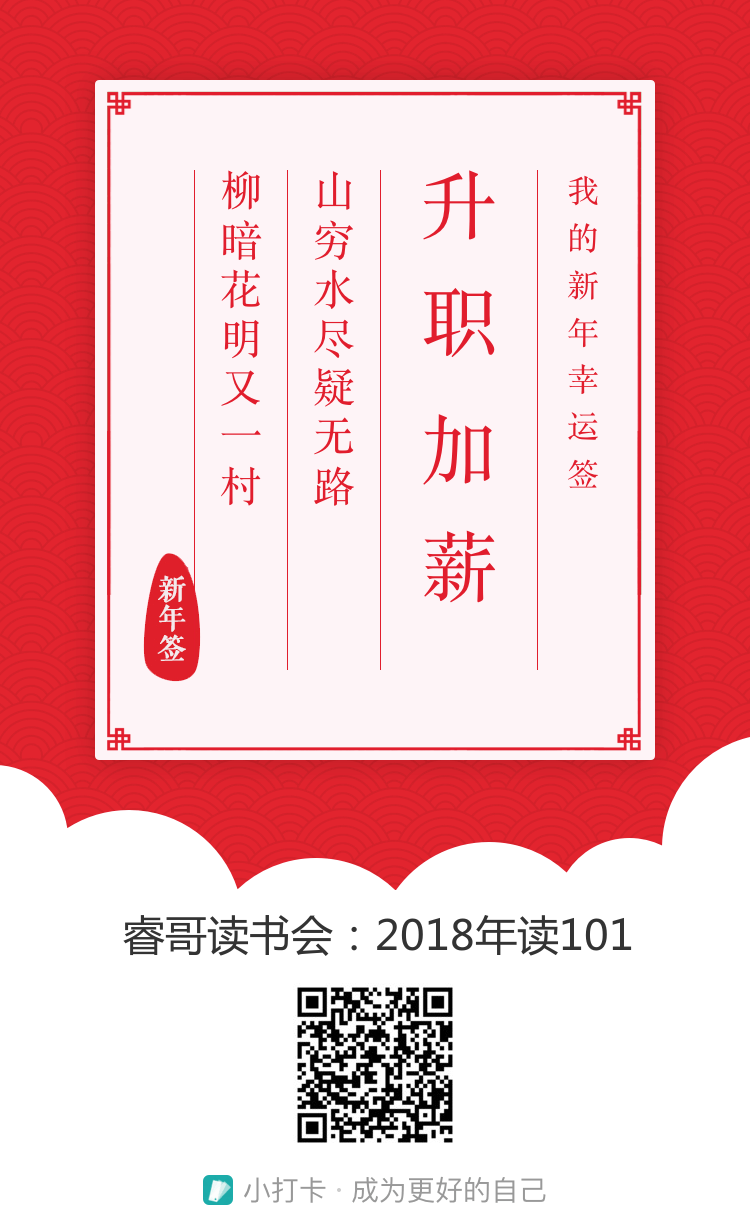 我的新年幸运签
升职加薪
山穷水尽疑无路
柳暗花明又一村
新年签
睿哥读书会：2018年读101
小打卡·成为更好的自己